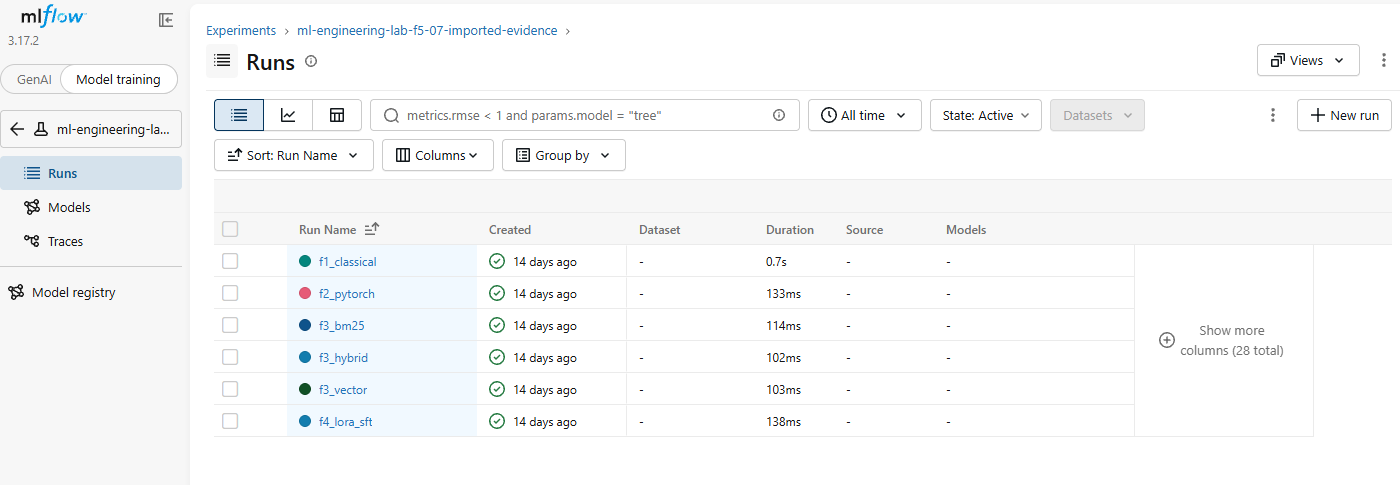 mlflow
3.17.2
GenAI
Model training
ml-engineering-la...
Runs
Models
Traces
Model registry
Experiments
ml-engineering-lab-f5-07-imported-evidence
Runs
Views
metrics.rmse < 1 and params.model = "tree"
All time
State: Active
Datasets
New run
Sort: Run Name
Columns
Group by
Run Name Created Dataset Duration Source Models
f1_classical 14 days ago - 0.7s - -
f2_pytorch 14 days ago - 133ms - -
f3_bm25 14 days ago - 114ms - -
f3_hybrid 14 days ago - 102ms - -
f3_vector 14 days ago - 103ms - -
f4_lora_sft 14 days ago - 138ms - -
Show more
columns (28 total)